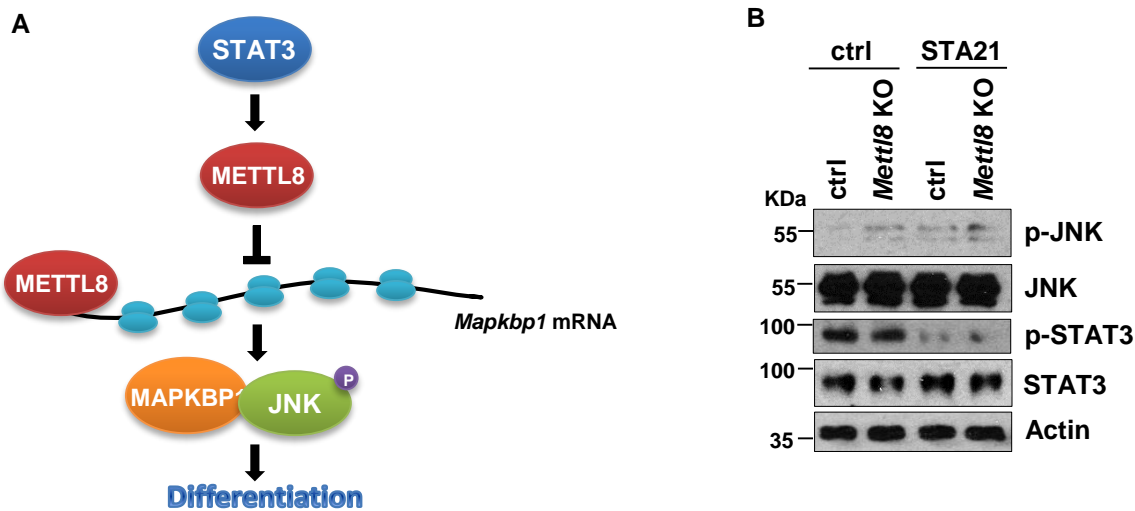 A
STAT3
METTL8
METTL8
Mapkbp1 mRNA
MAPKBP1
JNK
P
Differentiation
B
ctrl STA21
ctrl Mettl8 KO ctrl Mettl8 KO
KDa
55 p-JNK
55 JNK
100 p-STAT3
100 STAT3
35 Actin